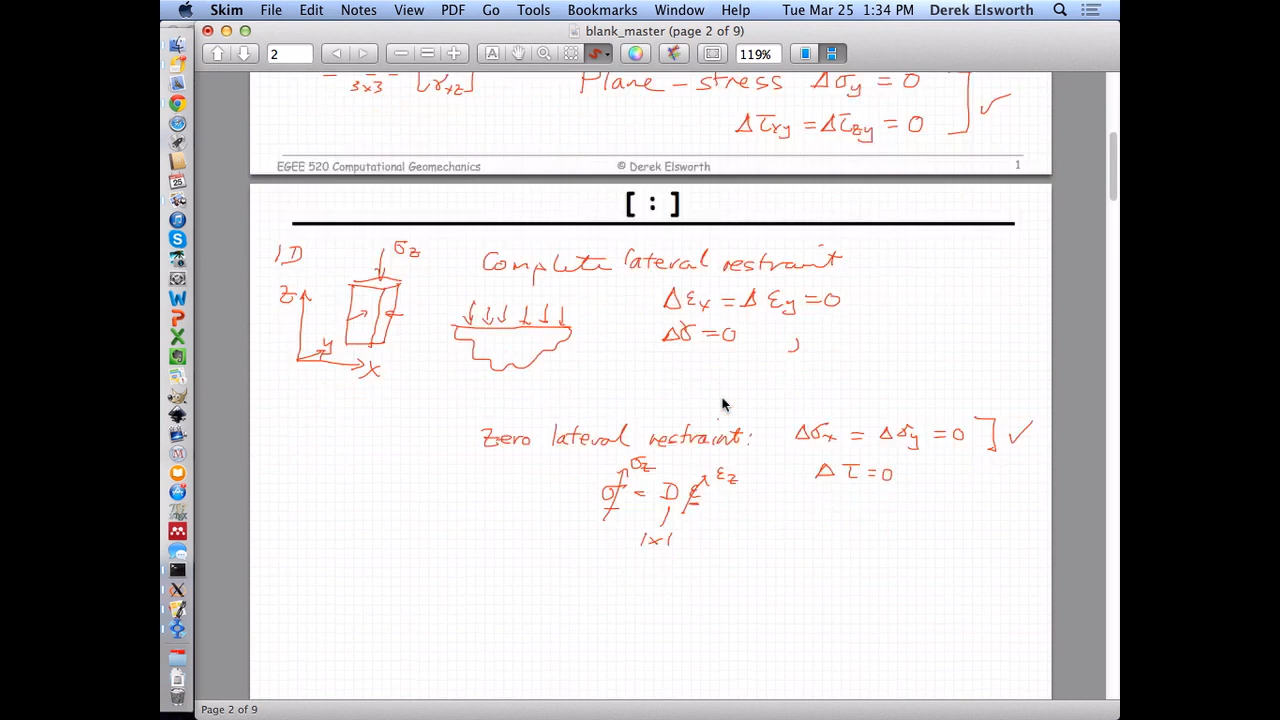 Skim File Edit Notes View PDF Go Tools Bookmarks Window Help Tue Mar 25 1:34 PM Derek Elsworth
blank_master (page 2 of 9)
2 119%
3x3 [γxz] Plane - stress Δσy = 0
Δτxy = Δτzy = 0 ✓
EGEE 520 Computational Geomechanics © Derek Elsworth 1
[ : ]
1D σz Complete lateral restraint
z Δεx = Δεy = 0
y Δγ = 0
x
Zero lateral restraint: Δσx = Δσy = 0 ✓
σz εz Δτ = 0
σ = D ε
1x1
Page 2 of 9